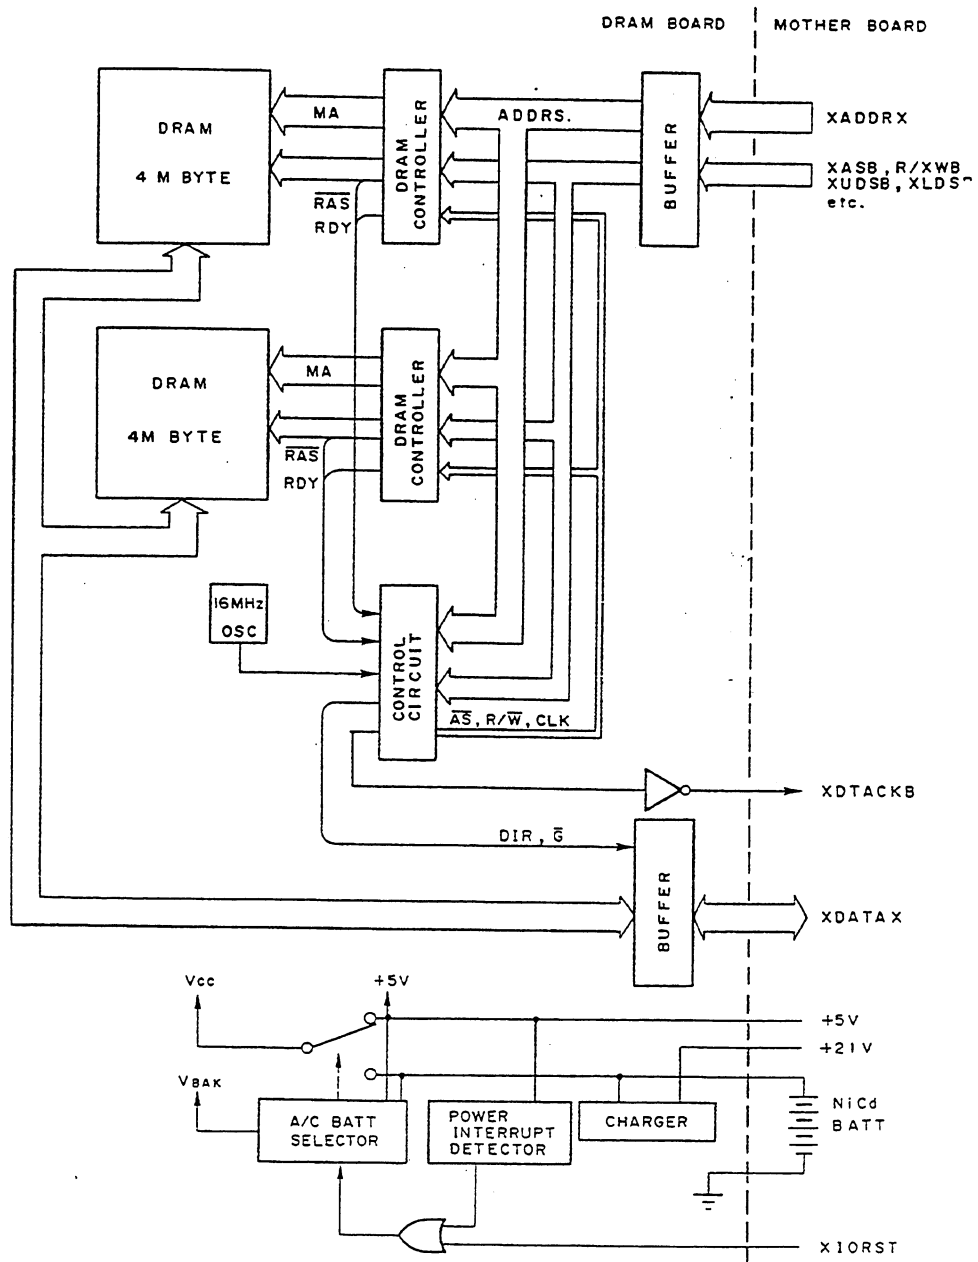 DRAM BOARD
MOTHER BOARD
DRAM
4 M BYTE
MA
RAS
RDY
DRAM CONTROLLER
ADDRS.
BUFFER
XADDRX
XASB, R/XWB
XUDSB, XLDS
etc.
DRAM
4M BYTE
MA
RAS
RDY
DRAM CONTROLLER
16MHz
OSC
CONTROL CIRCUIT
A̅S̅, R/W̅, CLK
XDTACKB
DIR, G̅
BUFFER
XDATAX
Vcc
+5V
+5V
+21V
VBAK
A/C BATT
SELECTOR
POWER
INTERRUPT
DETECTOR
CHARGER
NiCd
BATT
XIORST